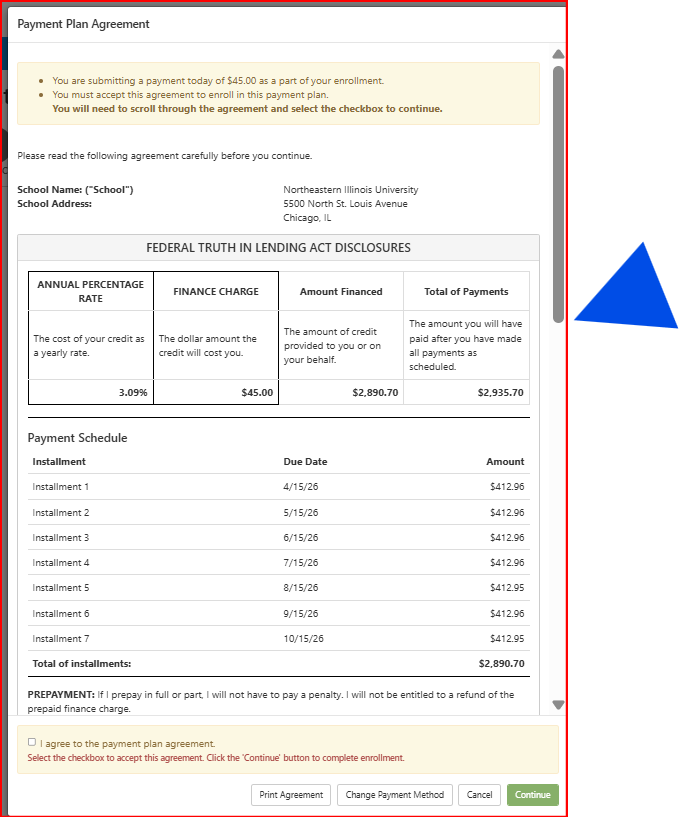 Payment Plan Agreement
• You are submitting a payment today of $45.00 as a part of your enrollment.
• You must accept this agreement to enroll in this payment plan.
You will need to scroll through the agreement and select the checkbox to continue.
Please read the following agreement carefully before you continue.
School Name: ("School") Northeastern Illinois University
School Address: 5500 North St. Louis Avenue
Chicago, IL
FEDERAL TRUTH IN LENDING ACT DISCLOSURES
ANNUAL PERCENTAGE RATE FINANCE CHARGE Amount Financed Total of Payments
The cost of your credit as a yearly rate. The dollar amount the credit will cost you. The amount of credit provided to you or on your behalf. The amount you will have paid after you have made all payments as scheduled.
3.09% $45.00 $2,890.70 $2,935.70
Payment Schedule
Installment Due Date Amount
Installment 1 4/15/26 $412.96
Installment 2 5/15/26 $412.96
Installment 3 6/15/26 $412.96
Installment 4 7/15/26 $412.96
Installment 5 8/15/26 $412.95
Installment 6 9/15/26 $412.96
Installment 7 10/15/26 $412.95
Total of installments: $2,890.70
PREPAYMENT: If I prepay in full or part, I will not have to pay a penalty. I will not be entitled to a refund of the
prepaid finance charge.
I agree to the payment plan agreement.
Select the checkbox to accept this agreement. Click the 'Continue' button to complete enrollment.
Print Agreement Change Payment Method Cancel Continue